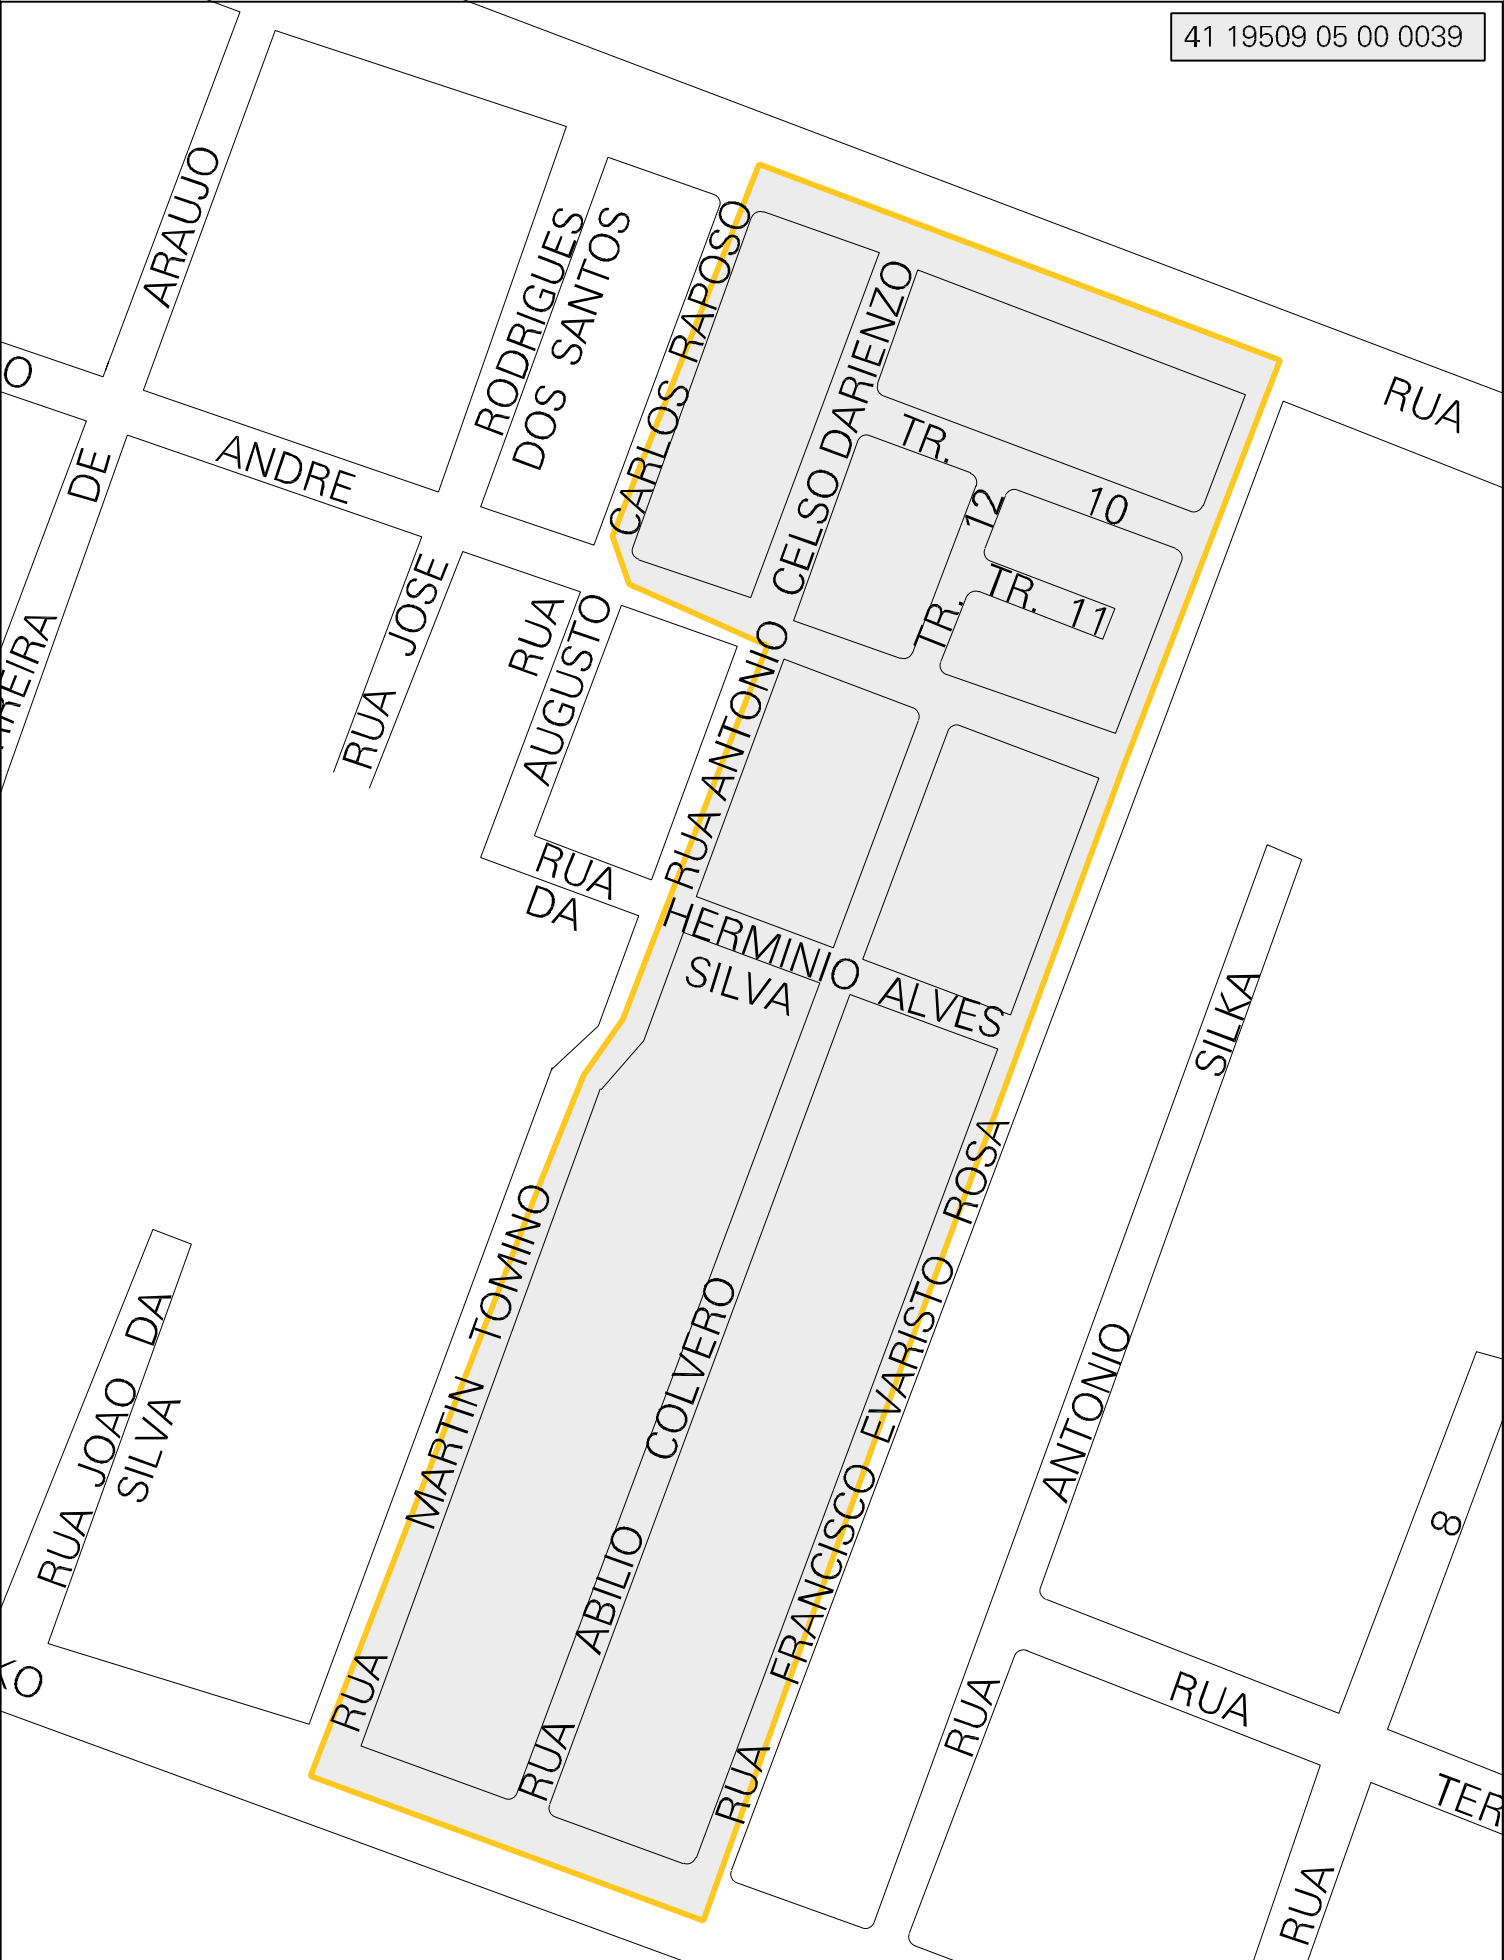 41 19509 05 00 0039
ARAUJO
RODRIGUES
DOS SANTOS
CARLOS RAPOSO
CELSO DARIENZO
O
RUA
DE
ANDRE
TR.
10
12
TR. 11
TR.
RUA JOSE
RUA
AUGUSTO
RUA ANTONIO
RUA
DA
HERMINIO ALVES
SILVA
SILKA
ANTONIO
RUA
MARTIN TOMINO
RUA
ABILIO COLVERO
RUA
RUA FRANCISCO EVARISTO ROSA
RUA JOAO DA
SILVA
8
RUA
TER
RUA